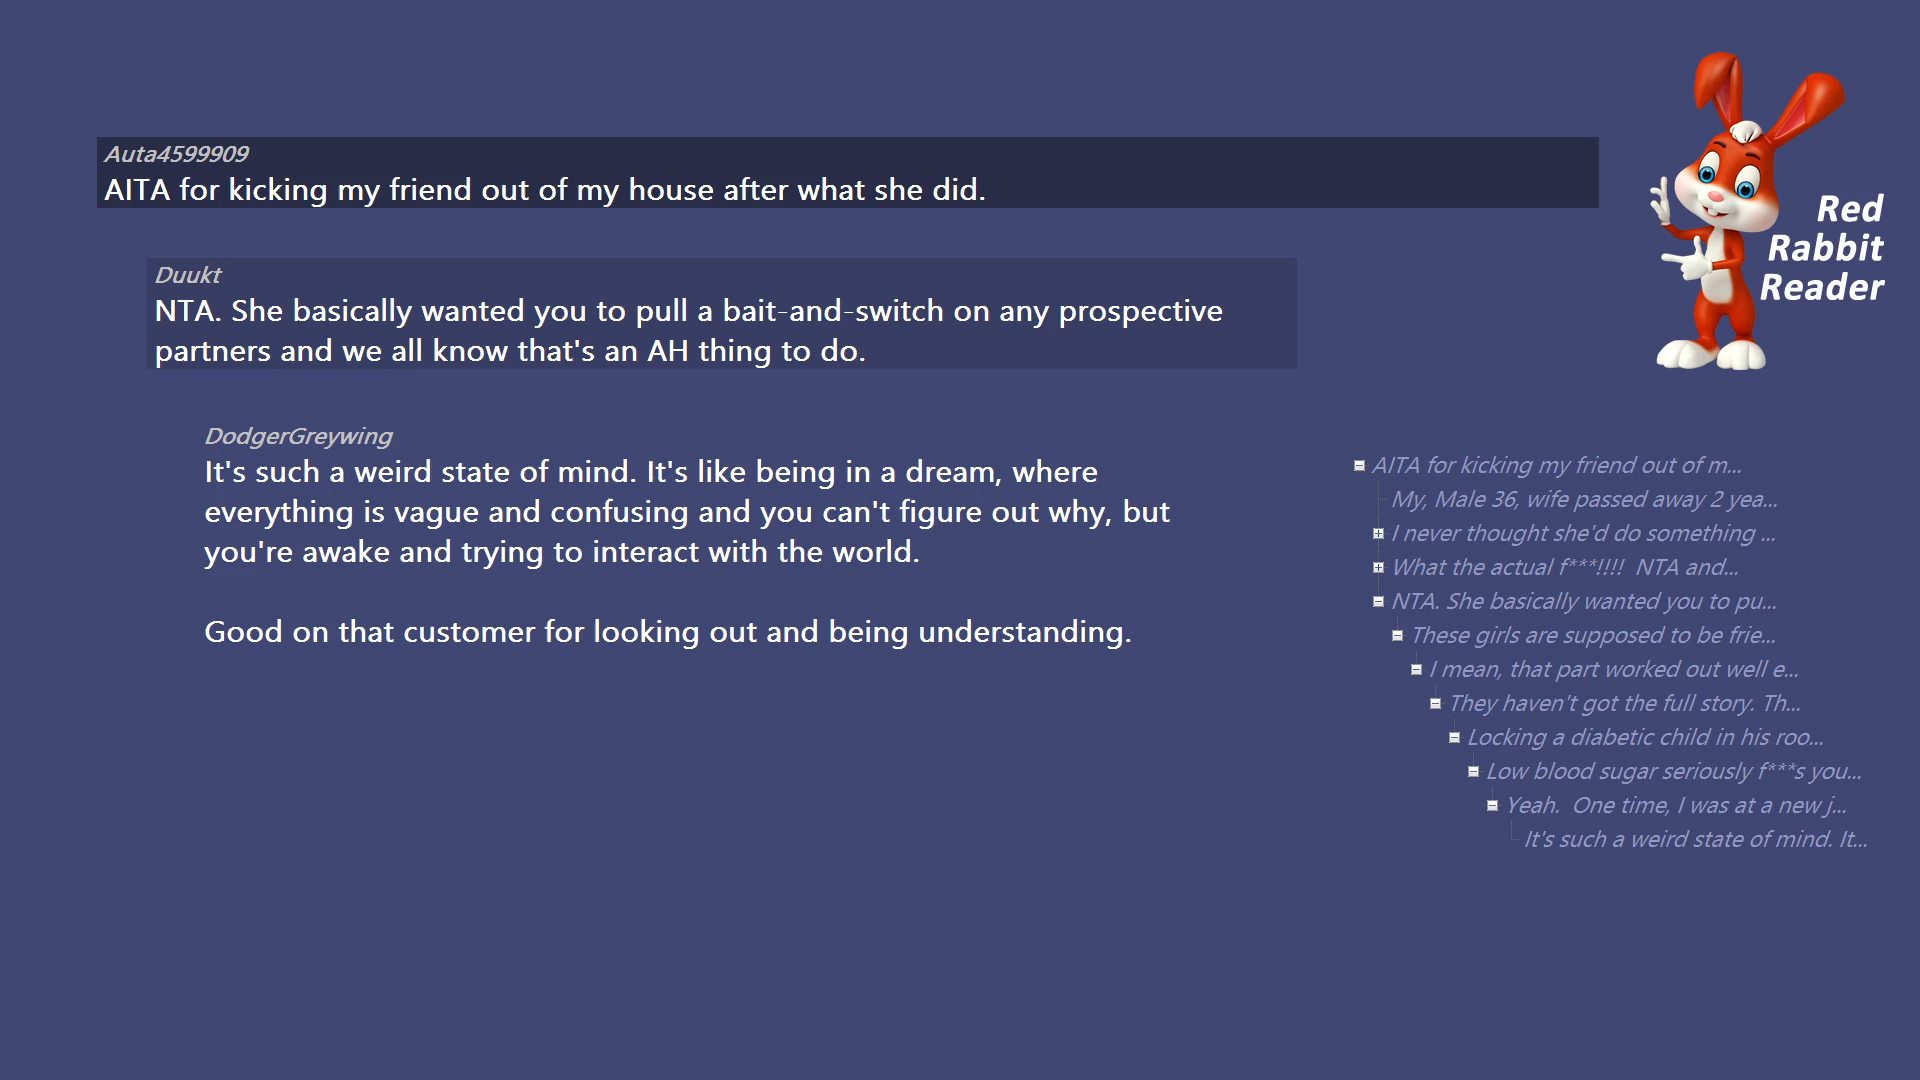 Auta4599909
AITA for kicking my friend out of my house after what she did.
Duukt
NTA. She basically wanted you to pull a bait-and-switch on any prospective
partners and we all know that's an AH thing to do.
DodgerGreywing
It's such a weird state of mind. It's like being in a dream, where
everything is vague and confusing and you can't figure out why, but
you're awake and trying to interact with the world.
Good on that customer for looking out and being understanding.
Red
Rabbit
Reader
AITA for kicking my friend out of m...
My, Male 36, wife passed away 2 yea...
I never thought she'd do something ...
What the actual f***!!!!  NTA and...
NTA. She basically wanted you to pu...
These girls are supposed to be frie...
I mean, that part worked out well e...
They haven't got the full story. Th...
Locking a diabetic child in his roo...
Low blood sugar seriously f***s you...
Yeah.  One time, I was at a new j...
It's such a weird state of mind. It...